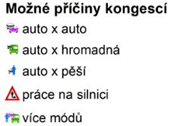 Možné příčiny kongescí
auto x auto
auto x hromadná
auto x pěší
práce na silnici
více módů